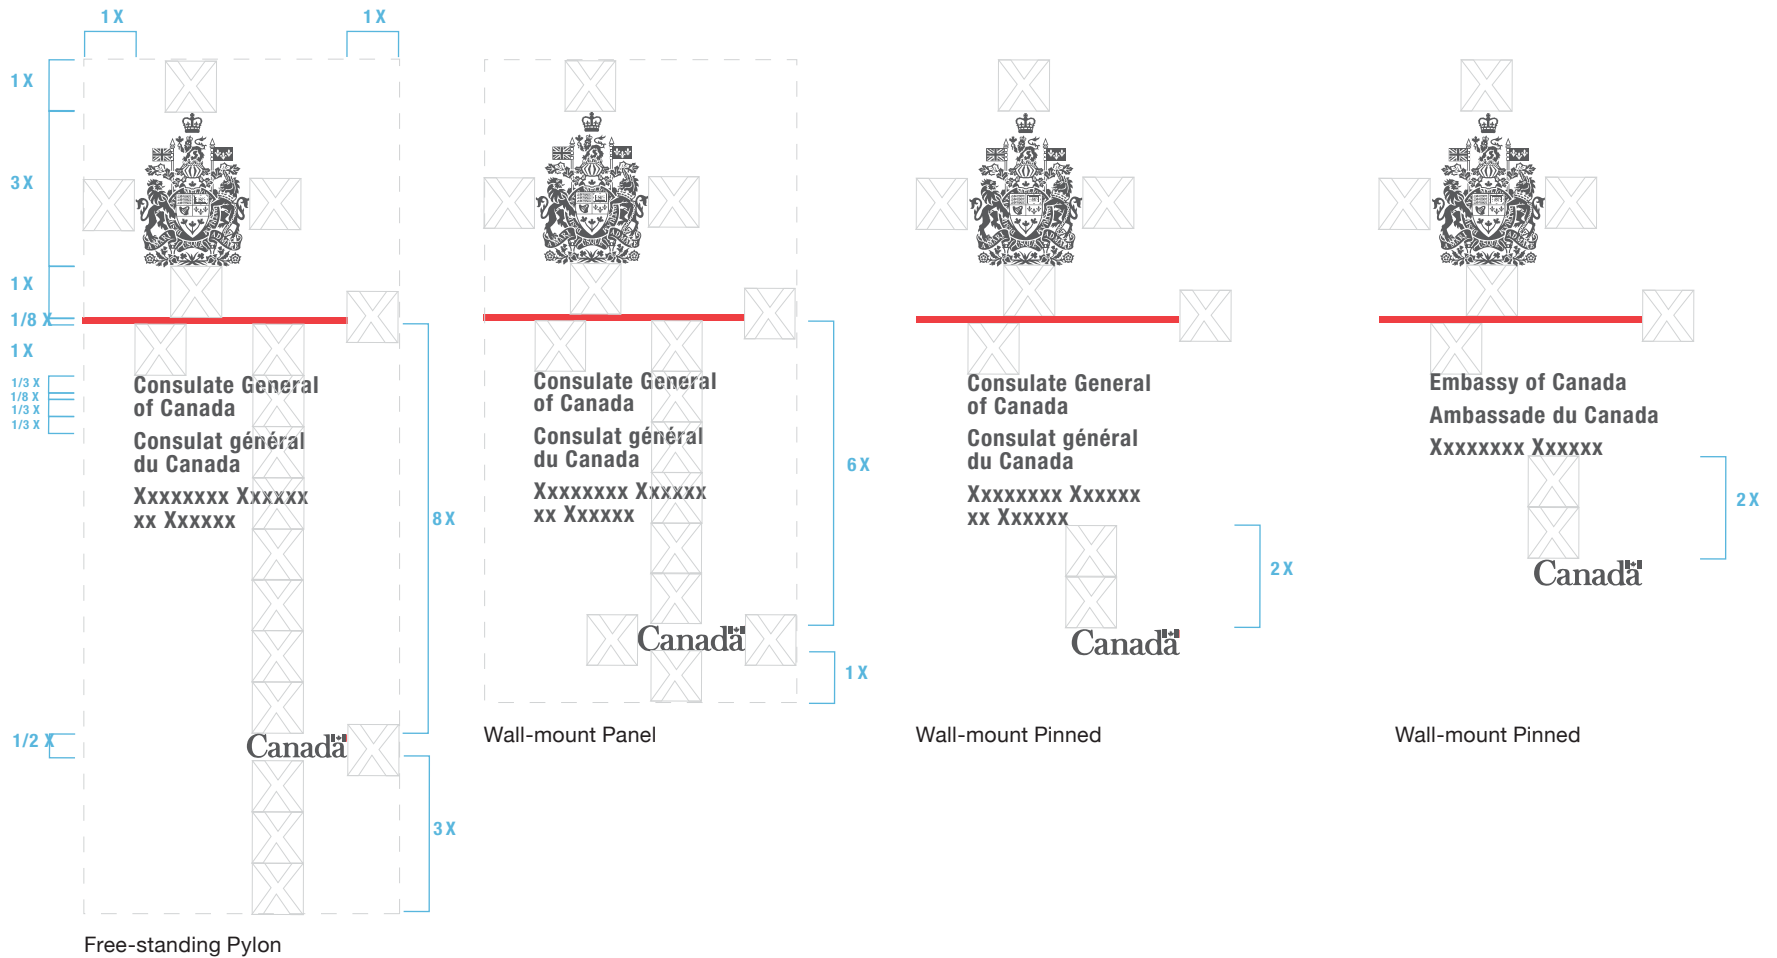 1 X
1 X
1 X
3 X
1 X
1/8 X
1 X
1/3 X
1/8 X
1/3 X
1/3 X
Consulate General
of Canada
Consulat général
du Canada
Xxxxxxxx Xxxxxx
xx Xxxxxx
8 X
1/2 X
Canada
3 X
Free-standing Pylon
Consulate General
of Canada
Consulat général
du Canada
Xxxxxxxx Xxxxxx
xx Xxxxxx
6 X
Canada
1 X
Wall-mount Panel
Consulate General
of Canada
Consulat général
du Canada
Xxxxxxxx Xxxxxx
xx Xxxxxx
2 X
Canada
Wall-mount Pinned
Embassy of Canada
Ambassade du Canada
Xxxxxxxx Xxxxxx
2 X
Canada
Wall-mount Pinned